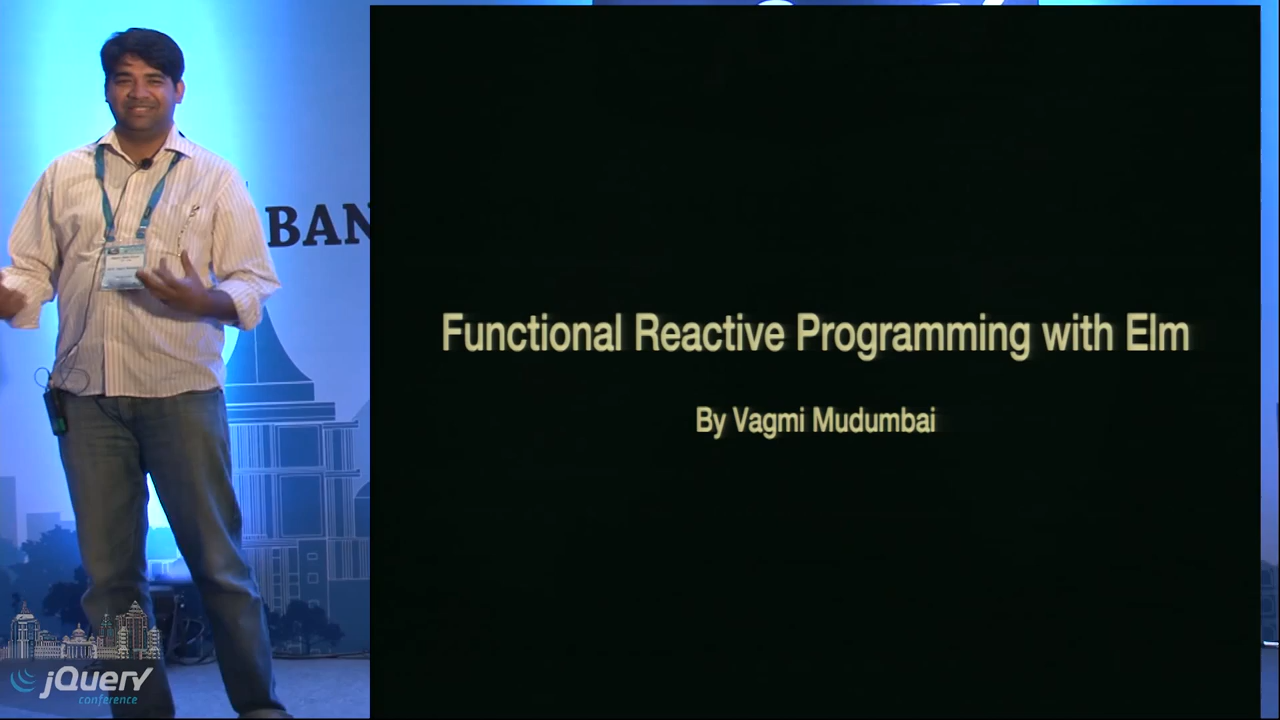 BAN
Functional Reactive Programming with Elm
By Vagmi Mudumbai
jQuery
conference